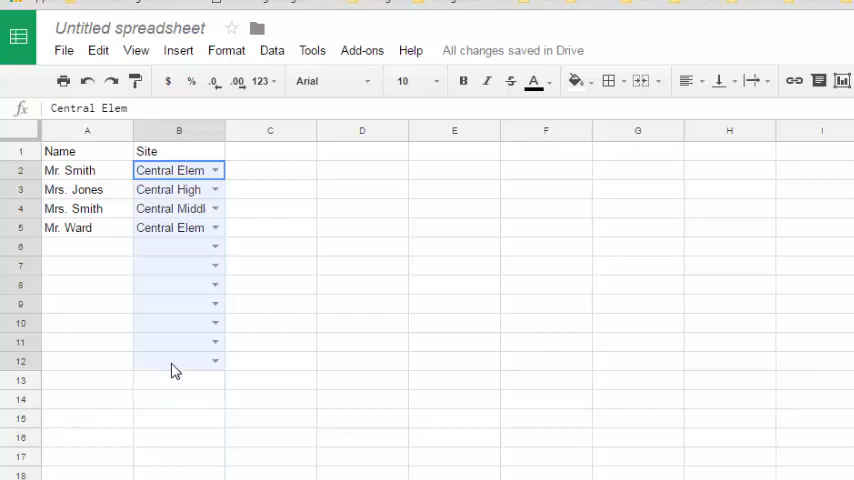 Untitled spreadsheet
File Edit View Insert Format Data Tools Add-ons Help All changes saved in Drive
$ % .0 .00 123 Arial 10 B I S A
fx Central Elem
A B C D E F G H I
1 Name Site
2 Mr. Smith Central Elem
3 Mrs. Jones Central High
4 Mrs. Smith Central Middl
5 Mr. Ward Central Elem
6
7
8
9
10
11
12
13
14
15
16
17
18